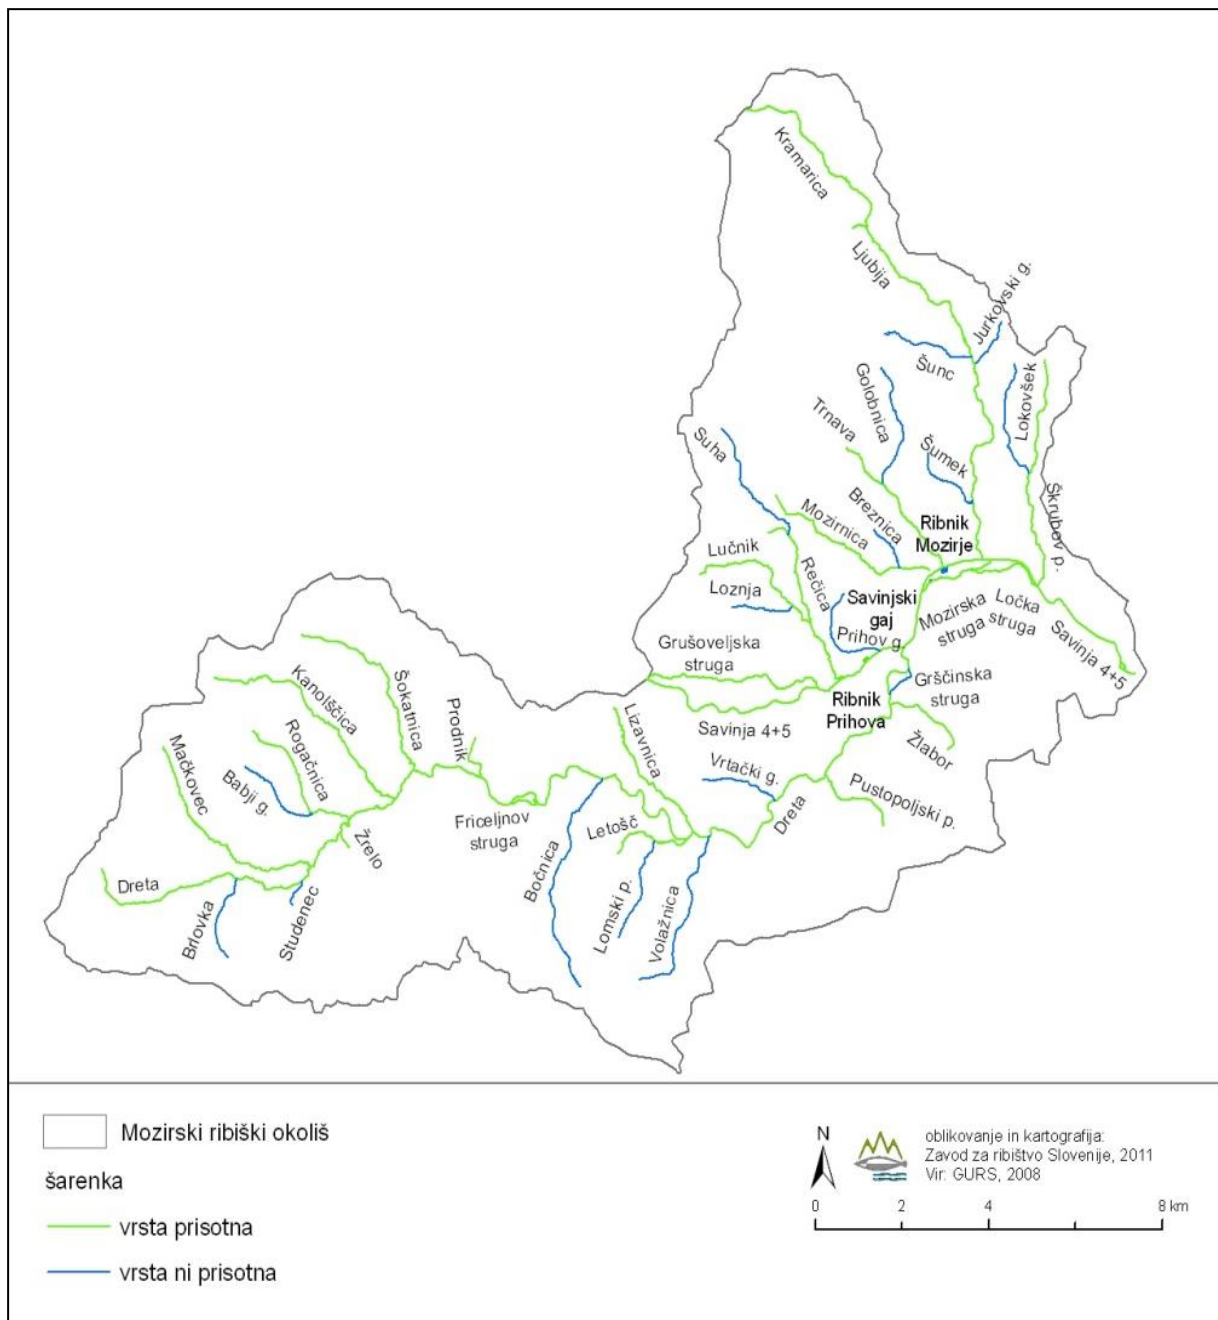 Kramarica
Ljubija
Jurkovski g.
Šunc
Golobnica
Lokovšek
Trnava
Suha
Šumek
Škrubov p.
Breznica
Mozirnica
Ribnik
Mozirje
Lučnik
Rečica
Loznja
Savinjski
gaj
Mozirska
struga
Ločka
struga
Prihov g.
Savinja 4+5
Grušoveljska
struga
Grščinska
struga
Ribnik
Prihova
Savinja 4+5
Žlabor
Šokatnica
Kanolščica
Prodnik
Lizavnica
Rogačnica
Mačkovec
Babji g.
Vrtački g.
Pustopoljski p.
Dreta
Friceljnov
struga
Letošč
Žrelo
Bočnica
Dreta
Brlovka
Studenec
Lomski p.
Volažnica
Mozirski ribiški okoliš
šarenka
vrsta prisotna
vrsta ni prisotna
N
oblikovanje in kartografija:
Zavod za ribištvo Slovenije, 2011
Vir: GURS, 2008
0 2 4 8 km